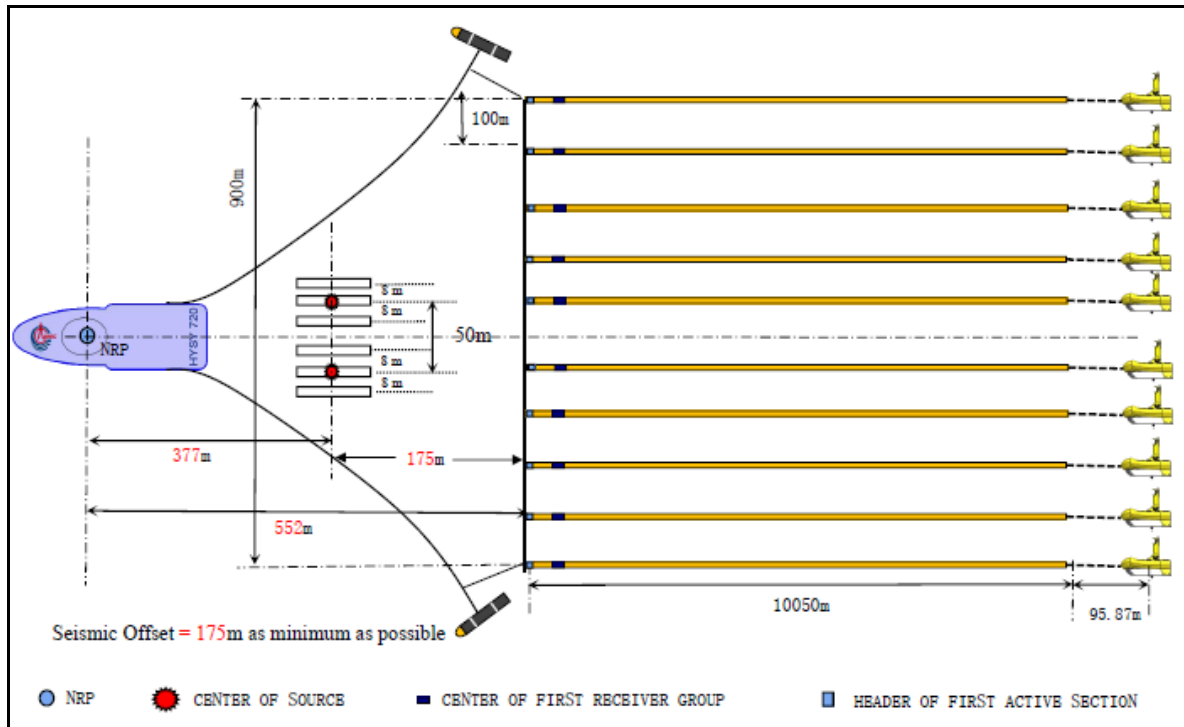 100m
900m
8 m
8 m
50m
HYSY 720
NRP
8 m
8 m
377m
175m
552m
10050m
95.87m
Seismic Offset = 175m as minimum as possible
NRP
CENTER OF SOURCE
CENTER OF FIRST RECEIVER GROUP
HEADER OF FIRST ACTIVE SECTION